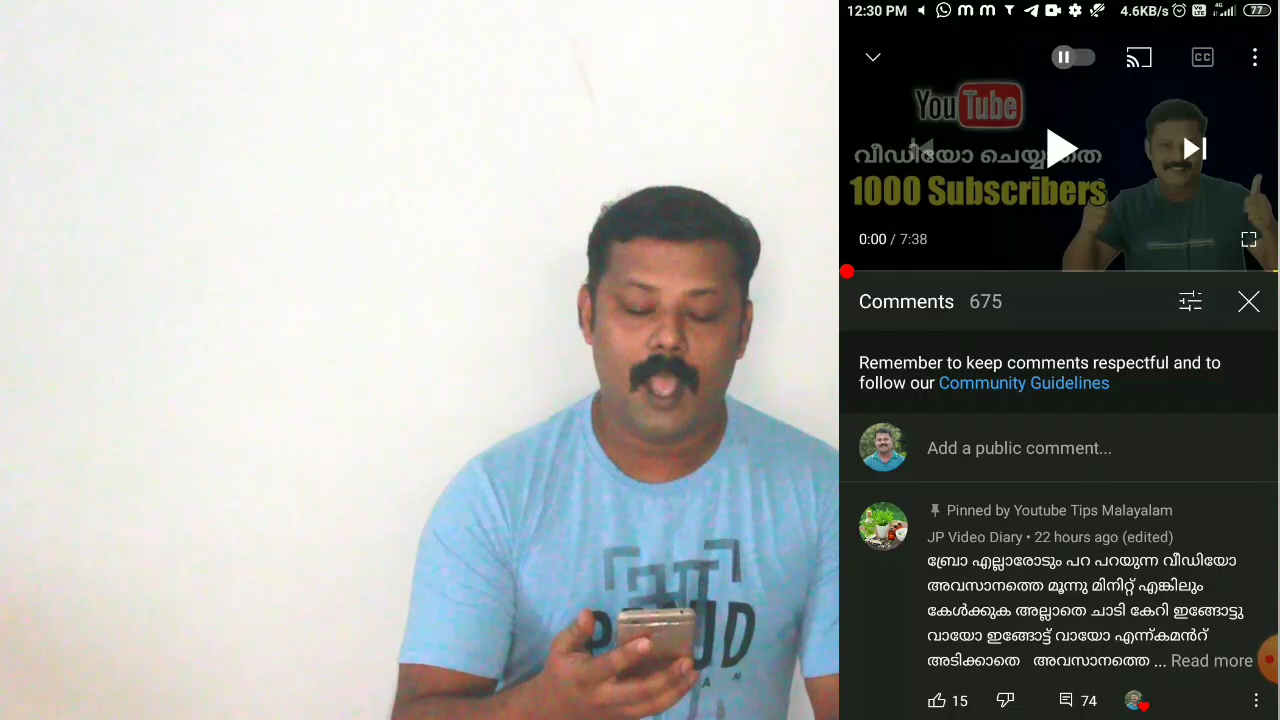 12:30 PM
4.6KB/s
4G
77
CC
YouTube
വീഡിയോ ചെയ്യാതെ
1000 Subscribers
0:00 / 7:38
Comments 675
Remember to keep comments respectful and to
follow our Community Guidelines
Add a public comment...
Pinned by Youtube Tips Malayalam
JP Video Diary • 22 hours ago (edited)
ബ്രോ എല്ലാരോടും പറ പറയുന്ന വീഡിയോ
അവസാനത്തെ മൂന്നു മിനിറ്റ് എങ്കിലും
കേൾക്കുക അല്ലാതെ ചാടി കേറി ഇങ്ങോട്ടു
വായോ ഇങ്ങോട്ട് വായോ എന്ന്കമൻറ്
അടിക്കാതെ അവസാനത്തെ ... Read more
15
74